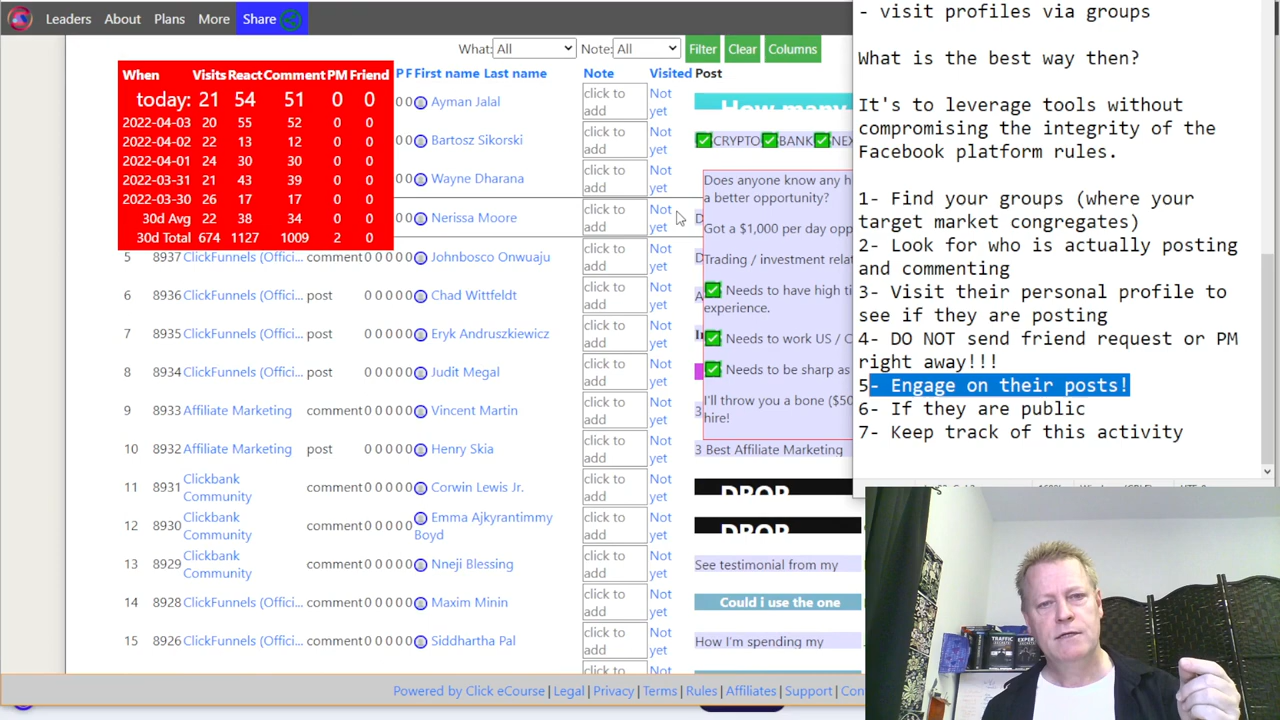 Leaders About Plans More Share
What: All Note: All Filter Clear Columns
When Visits React Comment PM Friend
today: 21 54 51 0 0
2022-04-03 20 55 52 0 0
2022-04-02 22 13 12 0 0
2022-04-01 24 30 30 0 0
2022-03-31 21 43 39 0 0
2022-03-30 26 17 17 0 0
30d Avg 22 38 34 0 0
30d Total 674 1127 1009 2 0
P F First name Last name Note Visited Post
0 0 Ayman Jalal click to add Not yet How many
0 0 Bartosz Sikorski click to add Not yet CRYPTO BANK NEX
0 0 Wayne Dharana click to add Not yet
0 0 Nerissa Moore click to add Not yet D
5 8937 ClickFunnels (Offici... comment 0 0 0 0 0 Johnbosco Onwuaju click to add Not yet D
6 8936 ClickFunnels (Offici... post 0 0 0 0 0 Chad Wittfeldt click to add Not yet A
7 8935 ClickFunnels (Offici... post 0 0 0 0 0 Eryk Andruszkiewicz click to add Not yet
8 8934 ClickFunnels (Offici... post 0 0 0 0 0 Judit Megal click to add Not yet
9 8933 Affiliate Marketing comment 0 0 0 0 0 Vincent Martin click to add Not yet 3
10 8932 Affiliate Marketing post 0 0 0 0 0 Henry Skia click to add Not yet 3 Best Affiliate Marketing
11 8931 Clickbank Community comment 0 0 0 0 0 Corwin Lewis Jr. click to add Not yet DROP
12 8930 Clickbank Community comment 0 0 0 0 0 Emma Ajkyrantimmy Boyd click to add Not yet DROP
13 8929 Clickbank Community comment 0 0 0 0 0 Nneji Blessing click to add Not yet See testimonial from my
14 8928 ClickFunnels (Offici... comment 0 0 0 0 0 Maxim Minin click to add Not yet Could i use the one
15 8926 ClickFunnels (Offici... comment 0 0 0 0 0 Siddhartha Pal click to add Not yet How I'm spending my
click to
Does anyone know any h
a better opportunity?
Got a $1,000 per day opp
Trading / investment rela
Needs to have high ti
experience.
Needs to work US / C
Needs to be sharp as
I'll throw you a bone ($50
hire!
Powered by Click eCourse | Legal | Privacy | Terms | Rules | Affiliates | Support | Con
- visit profiles via groups
What is the best way then?
It's to leverage tools without
compromising the integrity of the
Facebook platform rules.
1- Find your groups (where your
target market congregates)
2- Look for who is actually posting
and commenting
3- Visit their personal profile to
see if they are posting
4- DO NOT send friend request or PM
right away!!!
5- Engage on their posts!
6- If they are public
7- Keep track of this activity
TRAFFIC
EXPERT